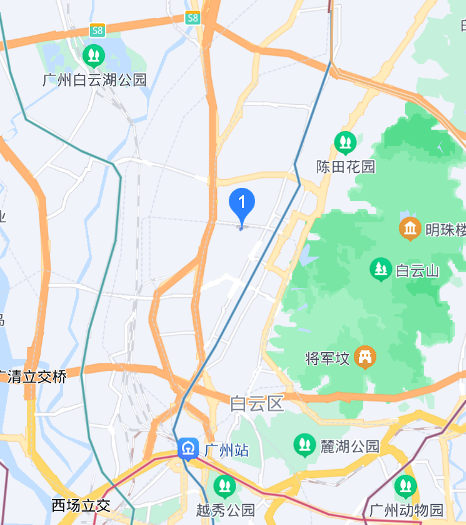 S8
S8
广州白云湖公园
陈田花园
1
明珠楼
白云山
将军坟
清立交桥
白云区
广州站
麓湖公园
西场立交
越秀公园
广州动物园